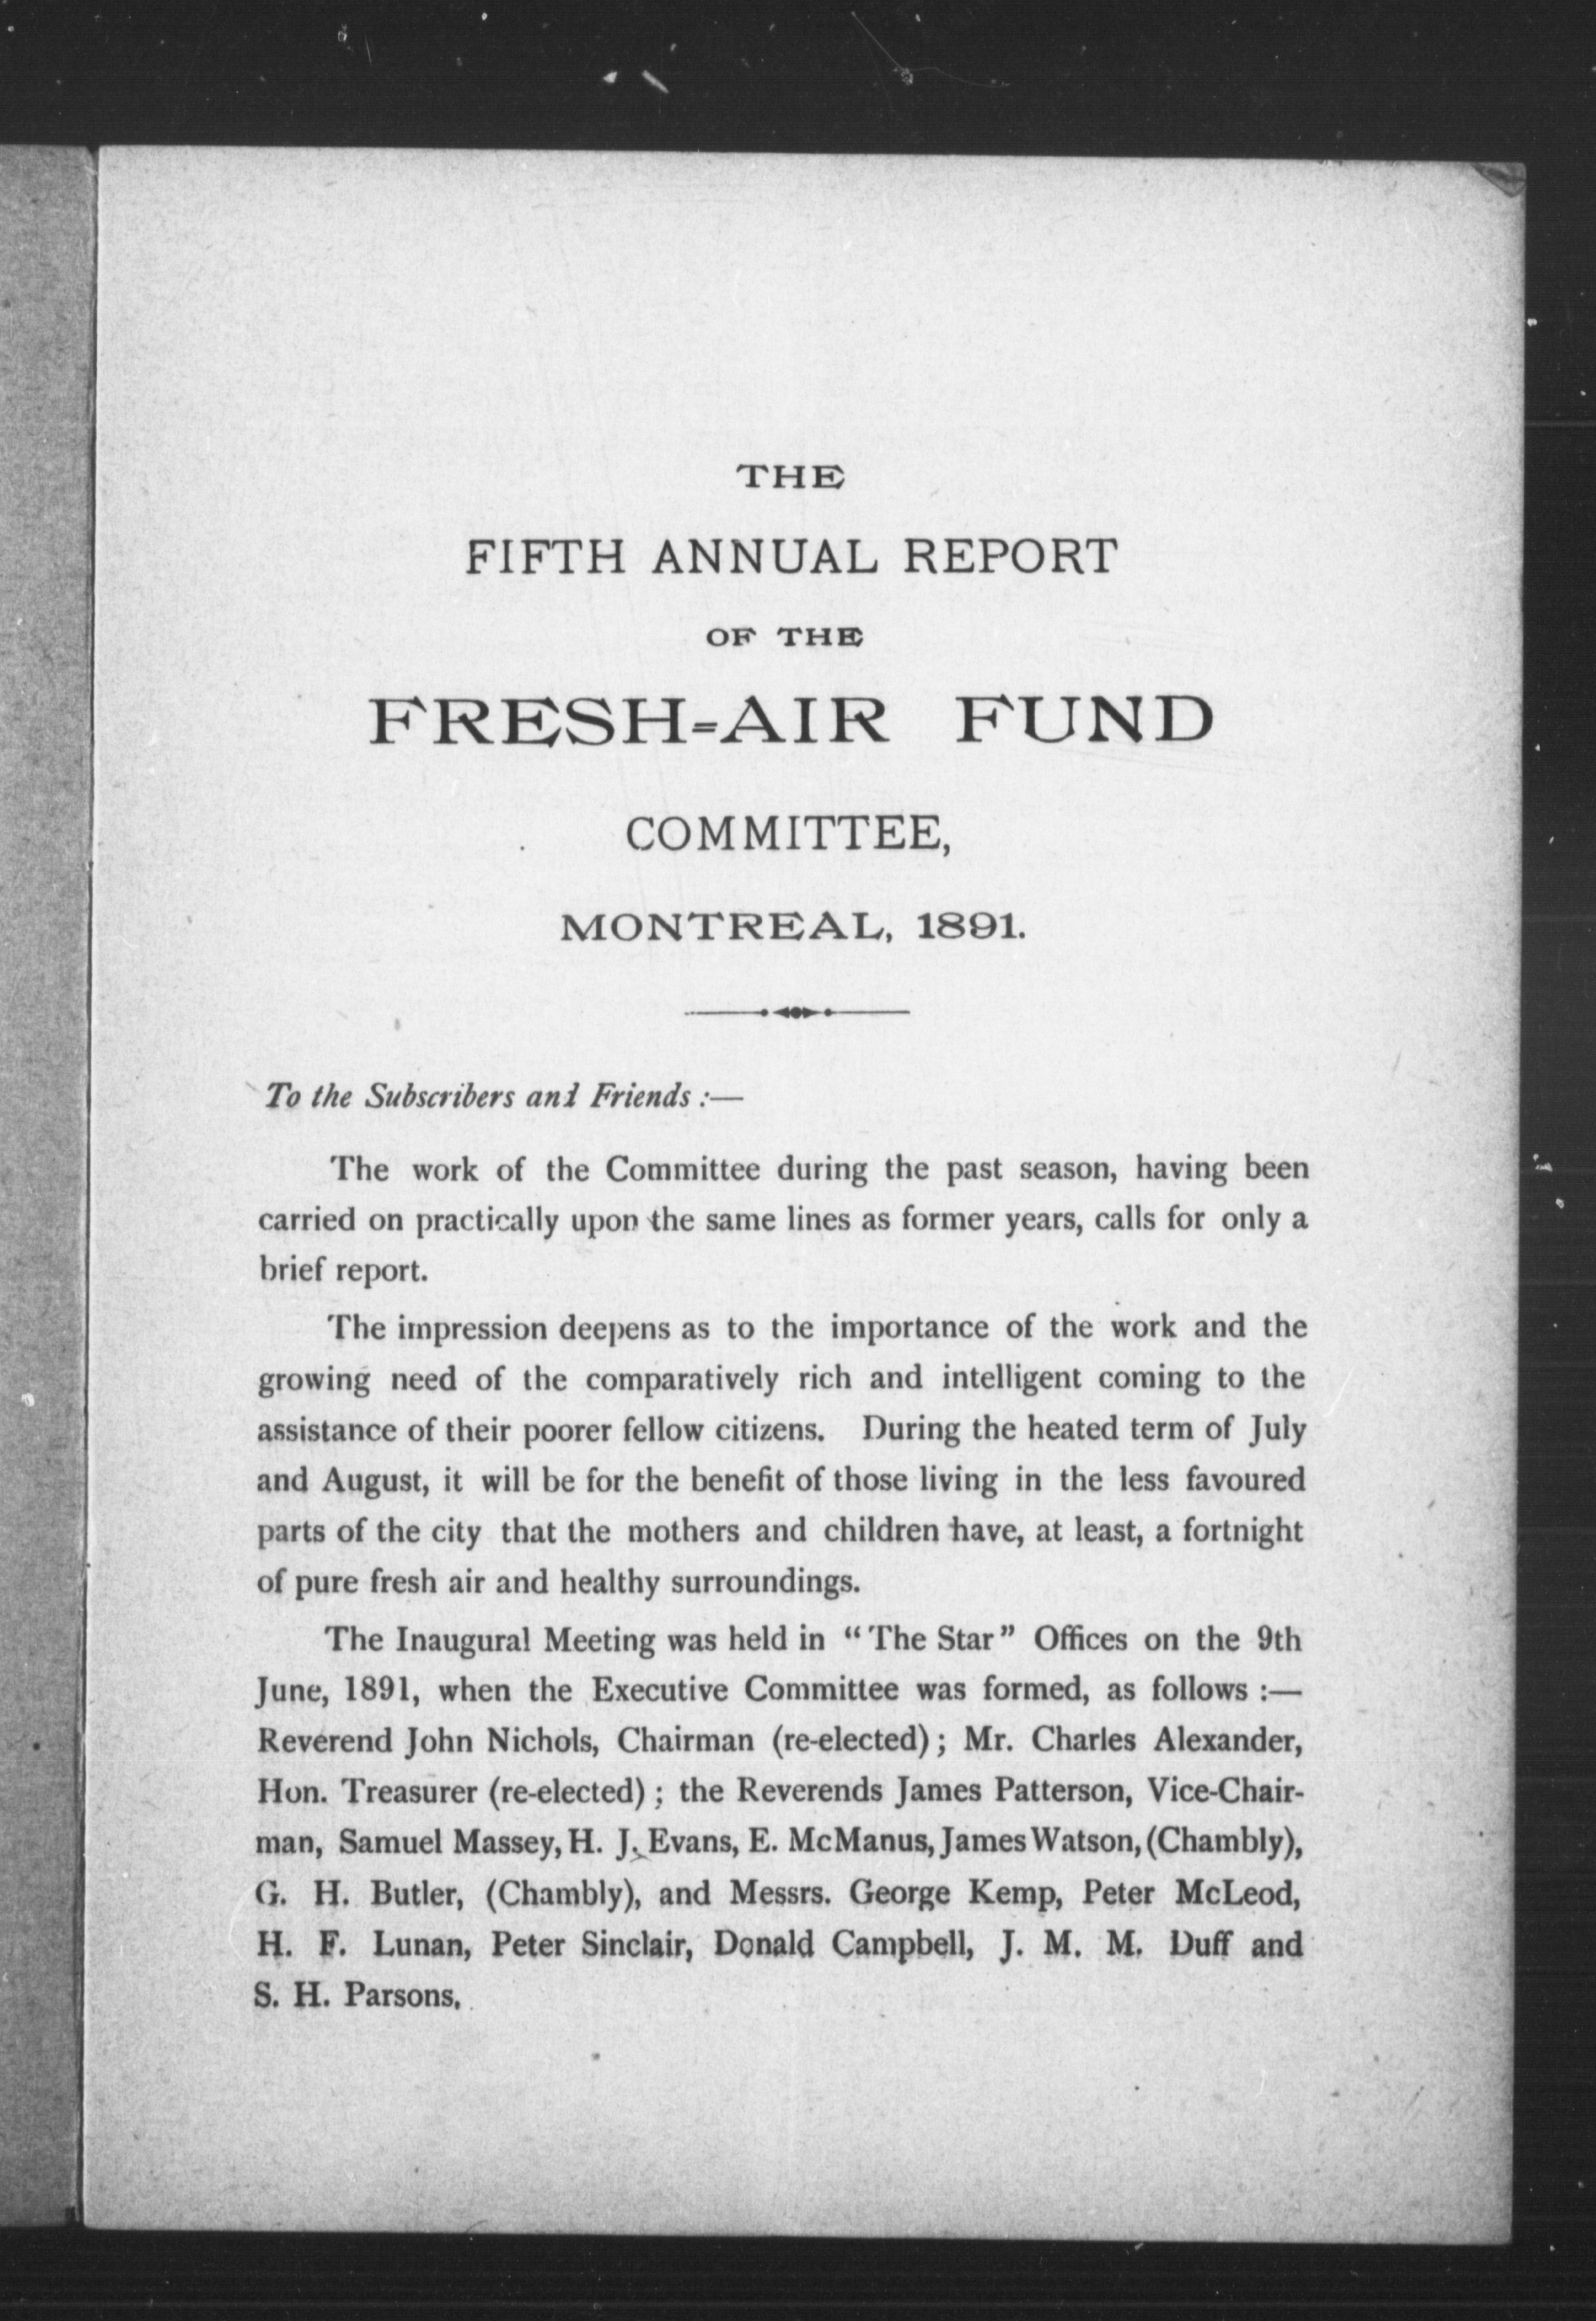 THE
FIFTH ANNUAL REPORT
OF THE
FRESH-AIR FUND
COMMITTEE,
MONTREAL, 1891.
To the Subscribers and Friends :—
The work of the Committee during the past season, having been
carried on practically upon the same lines as former years, calls for only a
brief report.
The impression deepens as to the importance of the work and the
growing need of the comparatively rich and intelligent coming to the
assistance of their poorer fellow citizens. During the heated term of July
and August, it will be for the benefit of those living in the less favoured
parts of the city that the mothers and children have, at least, a fortnight
of pure fresh air and healthy surroundings.
The Inaugural Meeting was held in “ The Star ” Offices on the 9th
June, 1891, when the Executive Committee was formed, as follows :—
Reverend John Nichols, Chairman (re-elected) ; Mr. Charles Alexander,
Hon. Treasurer (re-elected) ; the Reverends James Patterson, Vice-Chair-
man, Samuel Massey, H. J. Evans, E. McManus, James Watson, (Chambly),
G. H. Butler, (Chambly), and Messrs. George Kemp, Peter McLeod,
H. F. Lunan, Peter Sinclair, Donald Campbell, J. M. M. Duff and
S. H. Parsons.